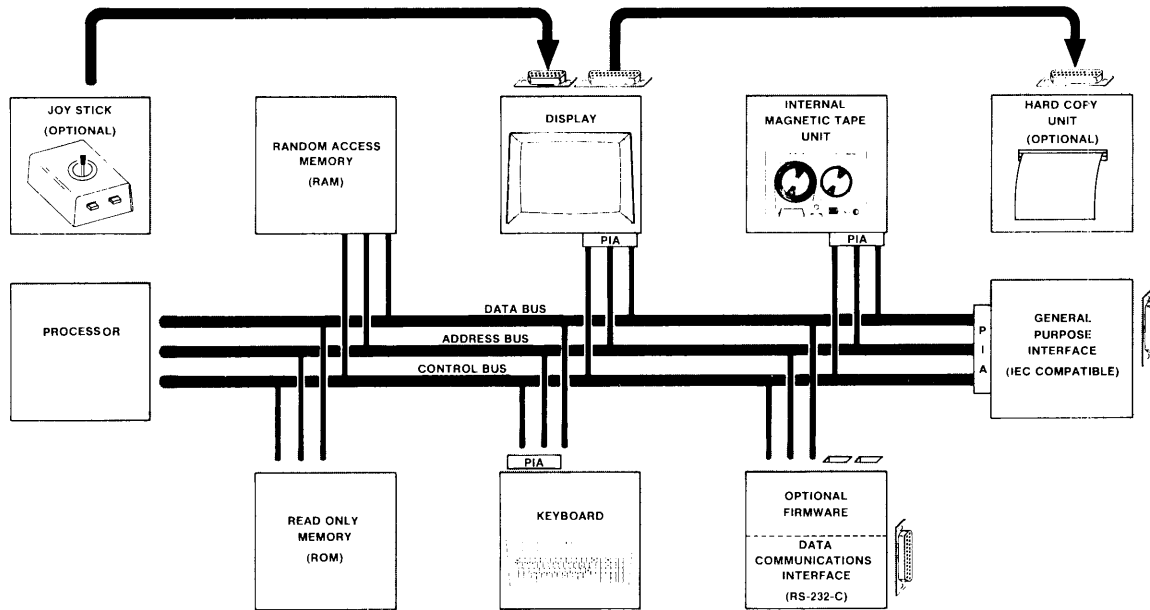 JOY STICK
(OPTIONAL)
RANDOM ACCESS
MEMORY
(RAM)
DISPLAY
PIA
INTERNAL
MAGNETIC TAPE
UNIT
PIA
HARD COPY
UNIT
(OPTIONAL)
PROCESSOR
DATA BUS
ADDRESS BUS
CONTROL BUS
PIA
GENERAL
PURPOSE
INTERFACE
(IEC COMPATIBLE)
READ ONLY
MEMORY
(ROM)
PIA
KEYBOARD
OPTIONAL
FIRMWARE
DATA
COMMUNICATIONS
INTERFACE
(RS-232-C)